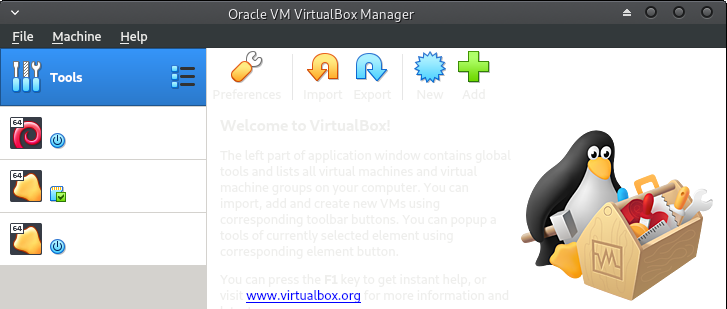 Oracle VM VirtualBox Manager
File Machine Help
Tools
Preferences Import Export New Add
64
64
64
Welcome to VirtualBox!
The left part of application window contains global
tools and lists all virtual machines and virtual
machine groups on your computer. You can
import, add and create new VMs using
corresponding toolbar buttons. You can popup a
tools of currently selected element using
corresponding element button.
You can press the F1 key to get instant help, or
visit www.virtualbox.org for more information and